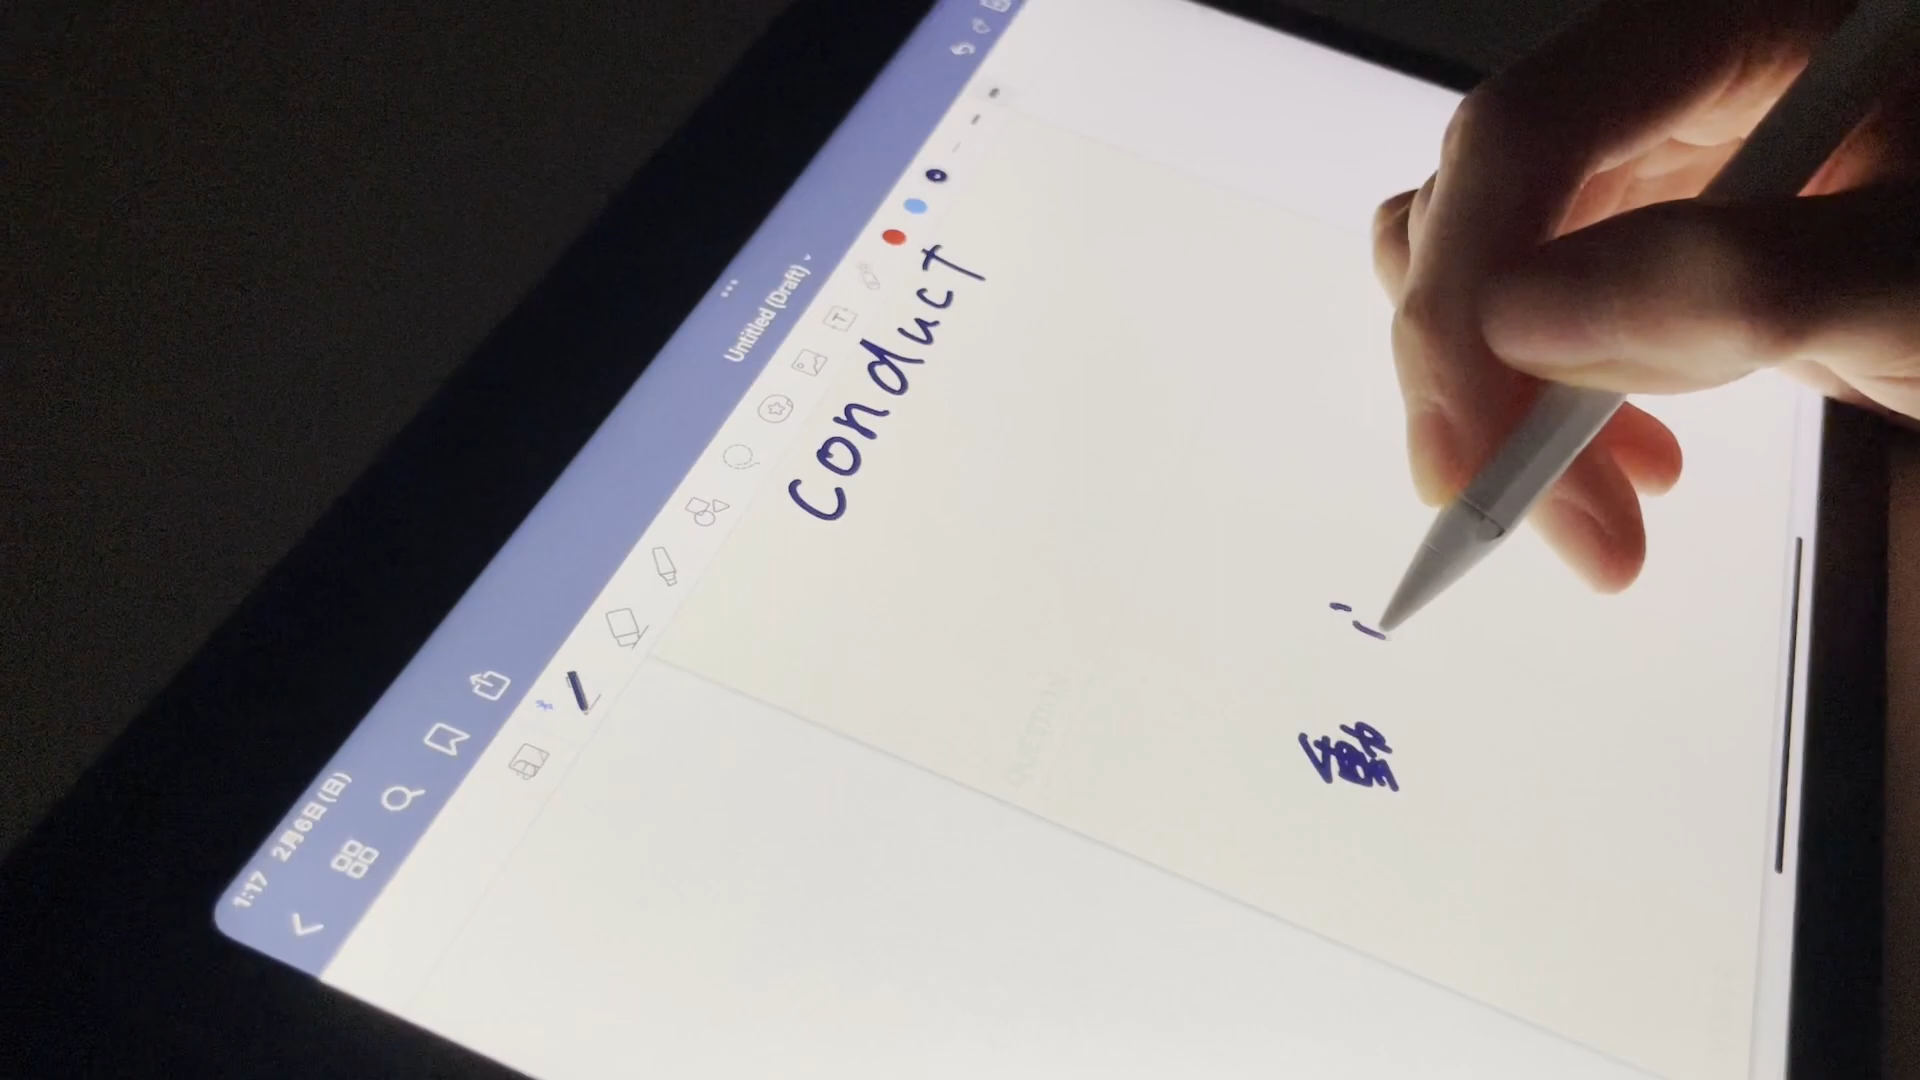 1:17 2月6日(日)
Untitled (Draft)
conduct